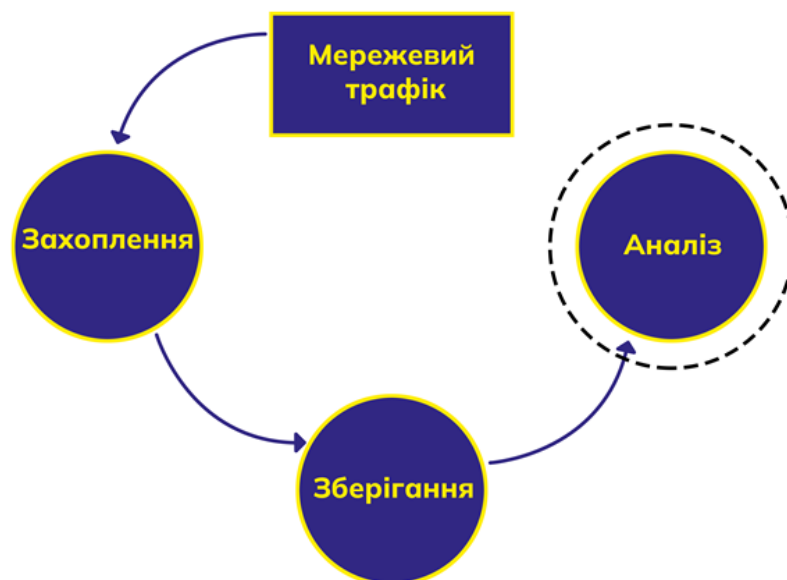 Мережевий
трафік
Захоплення
Аналіз
Зберігання